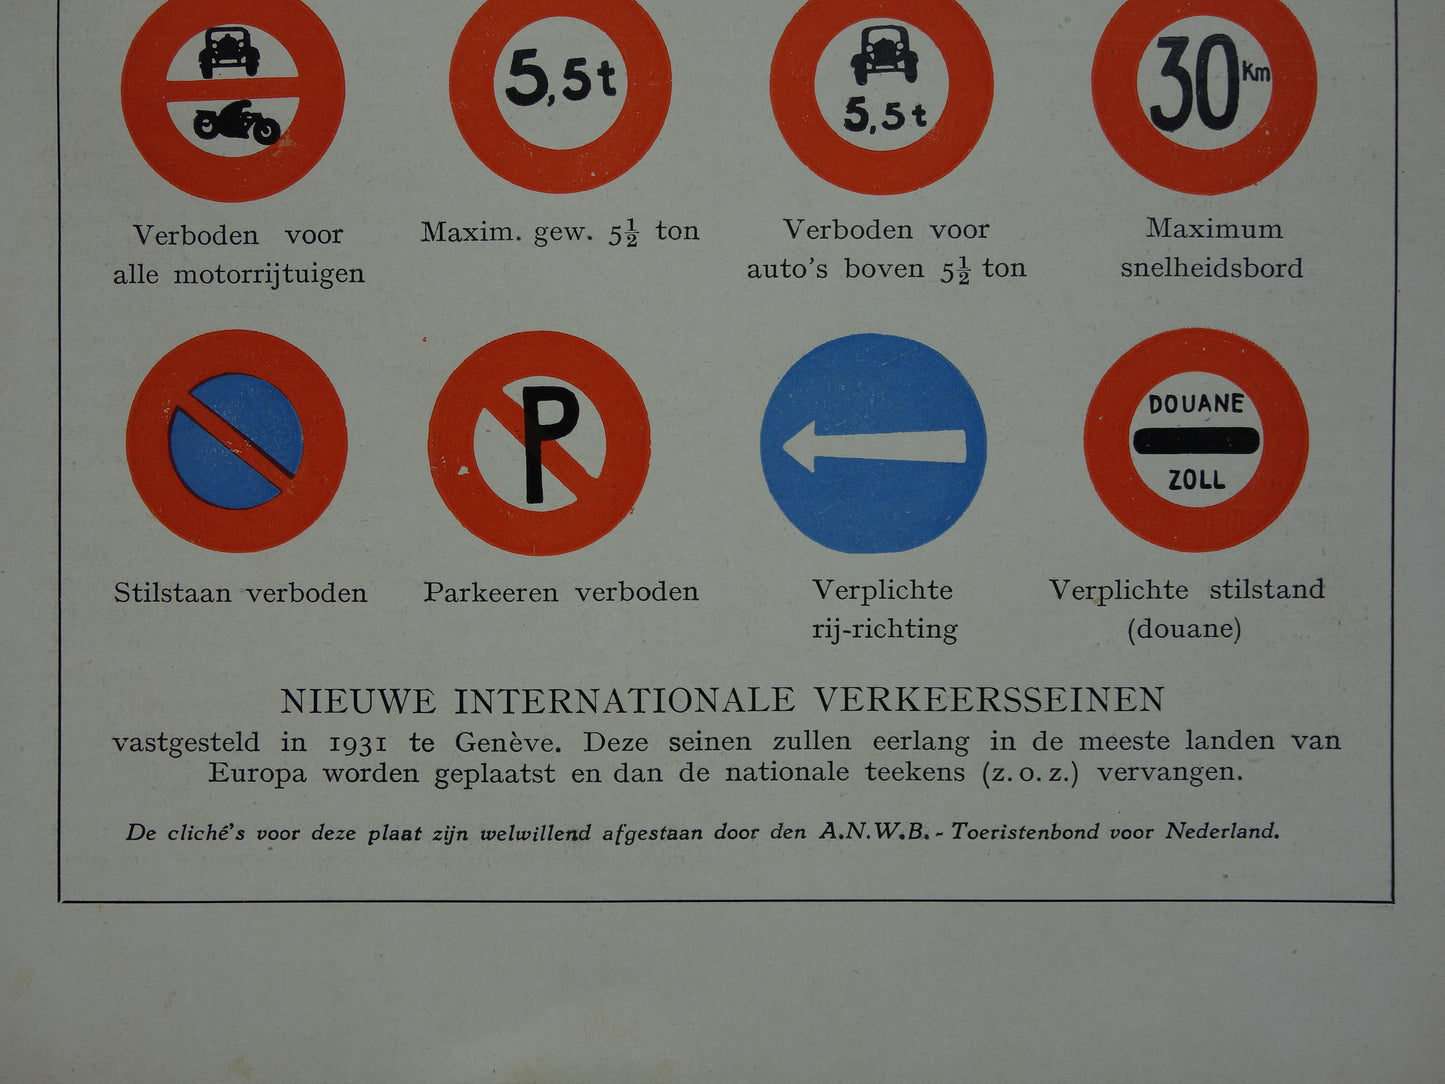 5,5t
5,5t
30 Km
Verboden voor
alle motorrijtuigen
Maxim. gew. 5½ ton
Verboden voor
auto's boven 5½ ton
Maximum
snelheidsbord
P
DOUANE
ZOLL
Stilstaan verboden
Parkeeren verboden
Verplichte
rij-richting
Verplichte stilstand
(douane)
NIEUWE INTERNATIONALE VERKEERSSEINEN
vastgesteld in 1931 te Genève. Deze seinen zullen eerlang in de meeste landen van
Europa worden geplaatst en dan de nationale teekens (z.o.z.) vervangen.
De cliché's voor deze plaat zijn welwillend afgestaan door den A.N.W.B. - Toeristenbond voor Nederland.